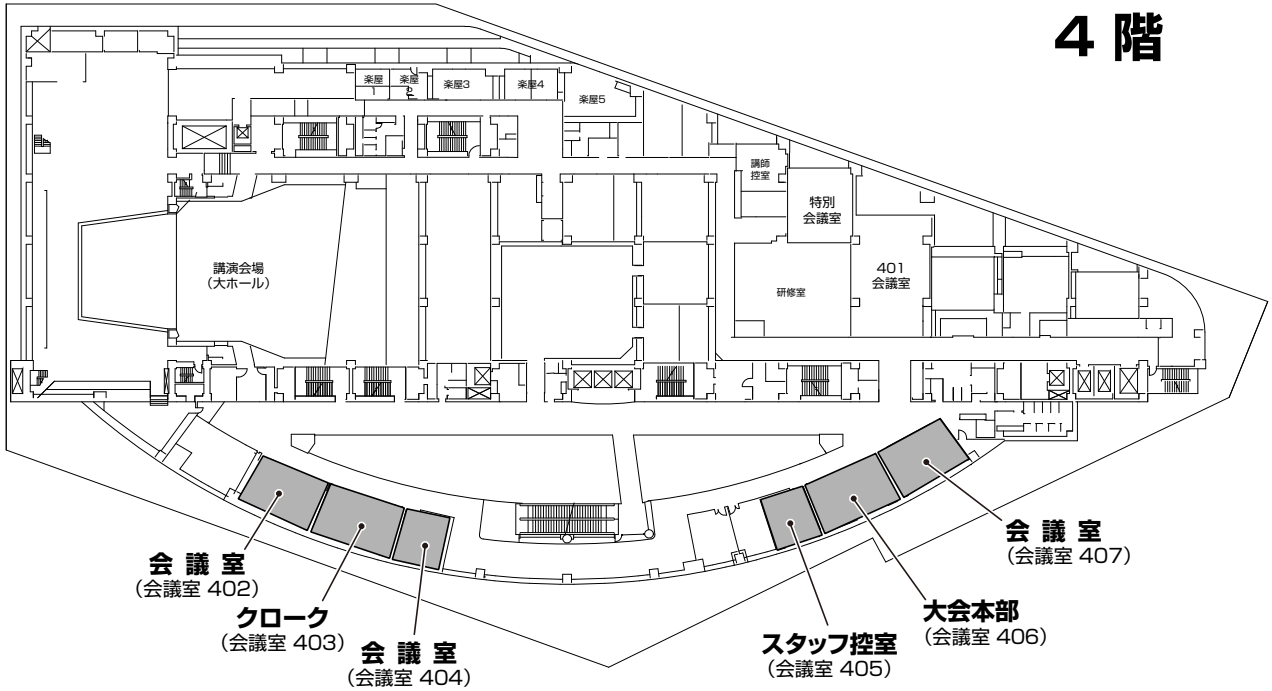 4 階
楽屋
1
楽屋
2
楽屋3
楽屋4
楽屋5
講師
控室
特別
会議室
講演会場
(大ホール)
401
会議室
研修室
会 議 室
(会議室 402)
クローク
(会議室 403)
会 議 室
(会議室 404)
スタッフ控室
(会議室 405)
大会本部
(会議室 406)
会 議 室
(会議室 407)